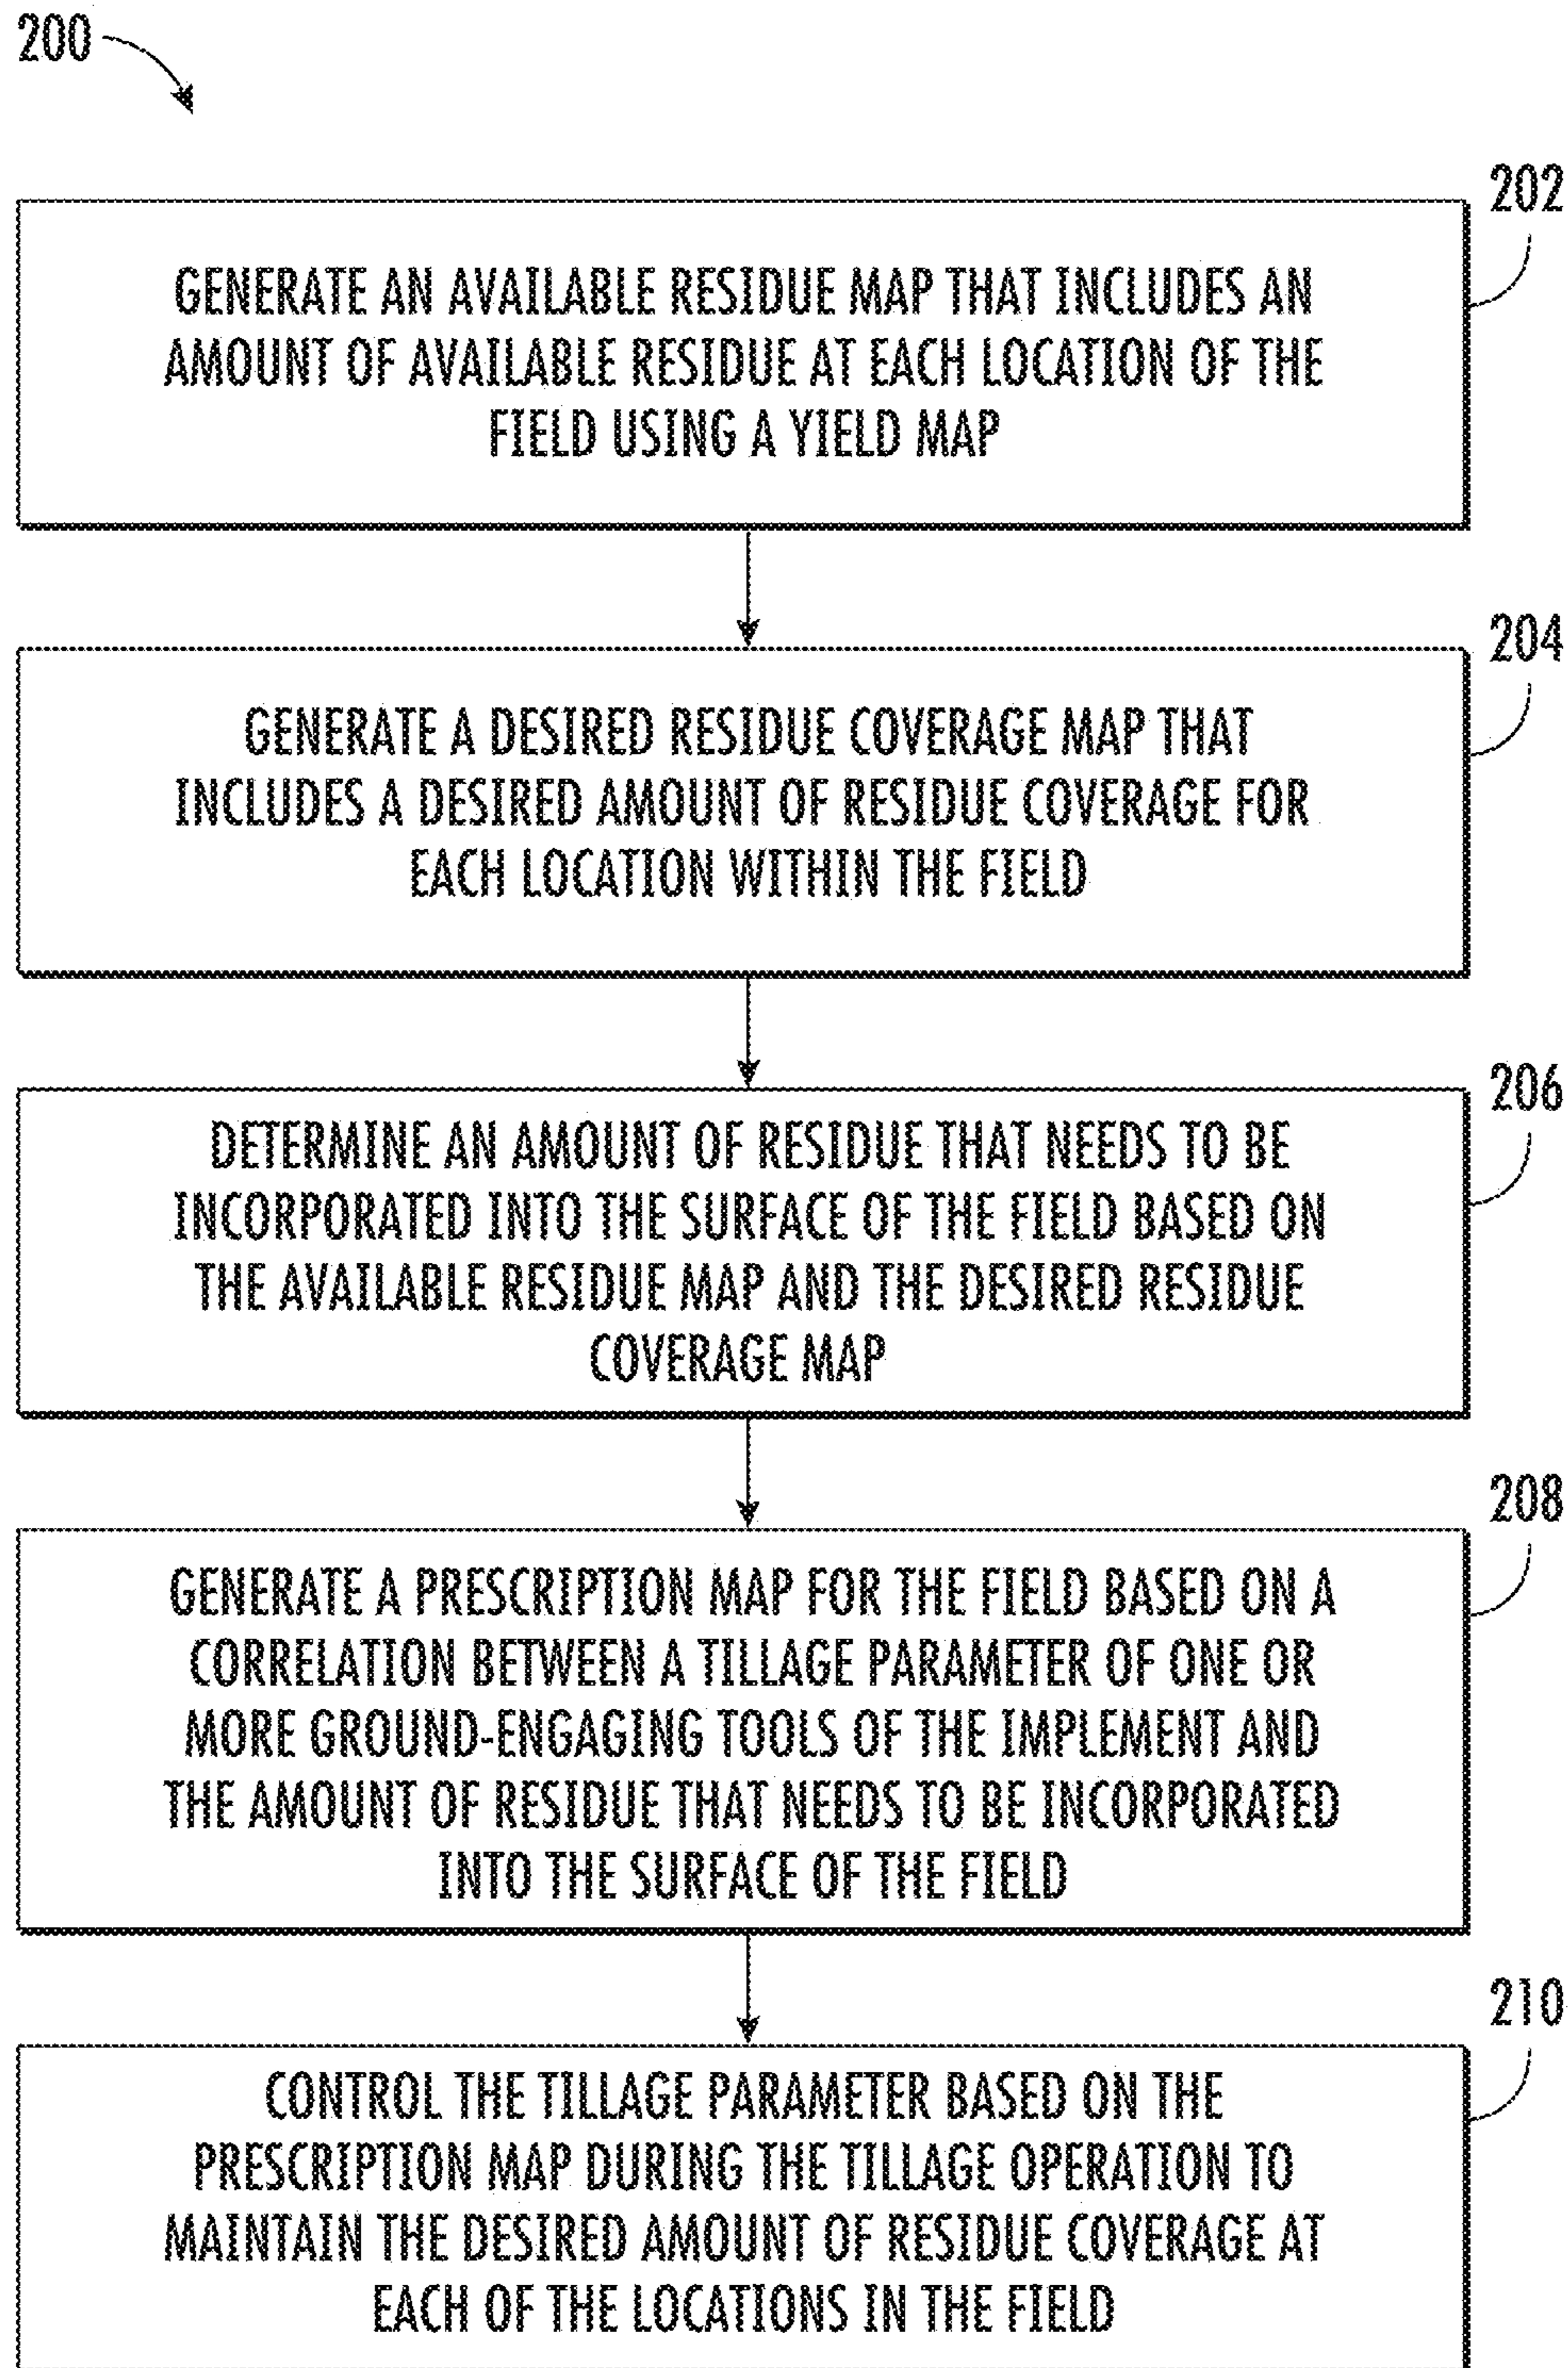 200
202
GENERATE AN AVAILABLE RESIDUE MAP THAT INCLUDES AN
AMOUNT OF AVAILABLE RESIDUE AT EACH LOCATION OF THE
FIELD USING A YIELD MAP
204
GENERATE A DESIRED RESIDUE COVERAGE MAP THAT
INCLUDES A DESIRED AMOUNT OF RESIDUE COVERAGE FOR
EACH LOCATION WITHIN THE FIELD
206
DETERMINE AN AMOUNT OF RESIDUE THAT NEEDS TO BE
INCORPORATED INTO THE SURFACE OF THE FIELD BASED ON
THE AVAILABLE RESIDUE MAP AND THE DESIRED RESIDUE
COVERAGE MAP
208
GENERATE A PRESCRIPTION MAP FOR THE FIELD BASED ON A
CORRELATION BETWEEN A TILLAGE PARAMETER OF ONE OR
MORE GROUND-ENGAGING TOOLS OF THE IMPLEMENT AND
THE AMOUNT OF RESIDUE THAT NEEDS TO BE INCORPORATED
INTO THE SURFACE OF THE FIELD
210
CONTROL THE TILLAGE PARAMETER BASED ON THE
PRESCRIPTION MAP DURING THE TILLAGE OPERATION TO
MAINTAIN THE DESIRED AMOUNT OF RESIDUE COVERAGE AT
EACH OF THE LOCATIONS IN THE FIELD